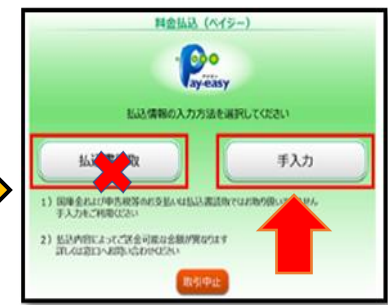 料金払込（ペイジー）
Pay-easy
払込情報の入力方法を選択してください
払込書読取
手入力
1）国庫金および申告税等のお支払いは払込書読取ではお取り扱いできません
手入力をご利用ください
2）払込内容によってご送金可能な金額が異なります
詳しくは窓口へお問い合わせください
取引中止